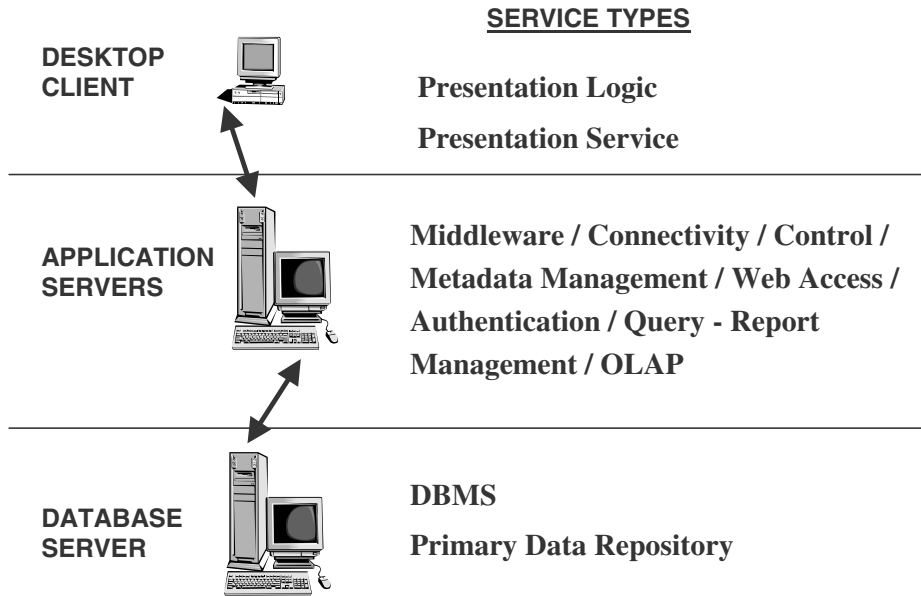 SERVICE TYPES
DESKTOP
CLIENT
Presentation Logic
Presentation Service
APPLICATION
SERVERS
Middleware / Connectivity / Control /
Metadata Management / Web Access /
Authentication / Query - Report
Management / OLAP
DATABASE
SERVER
DBMS
Primary Data Repository